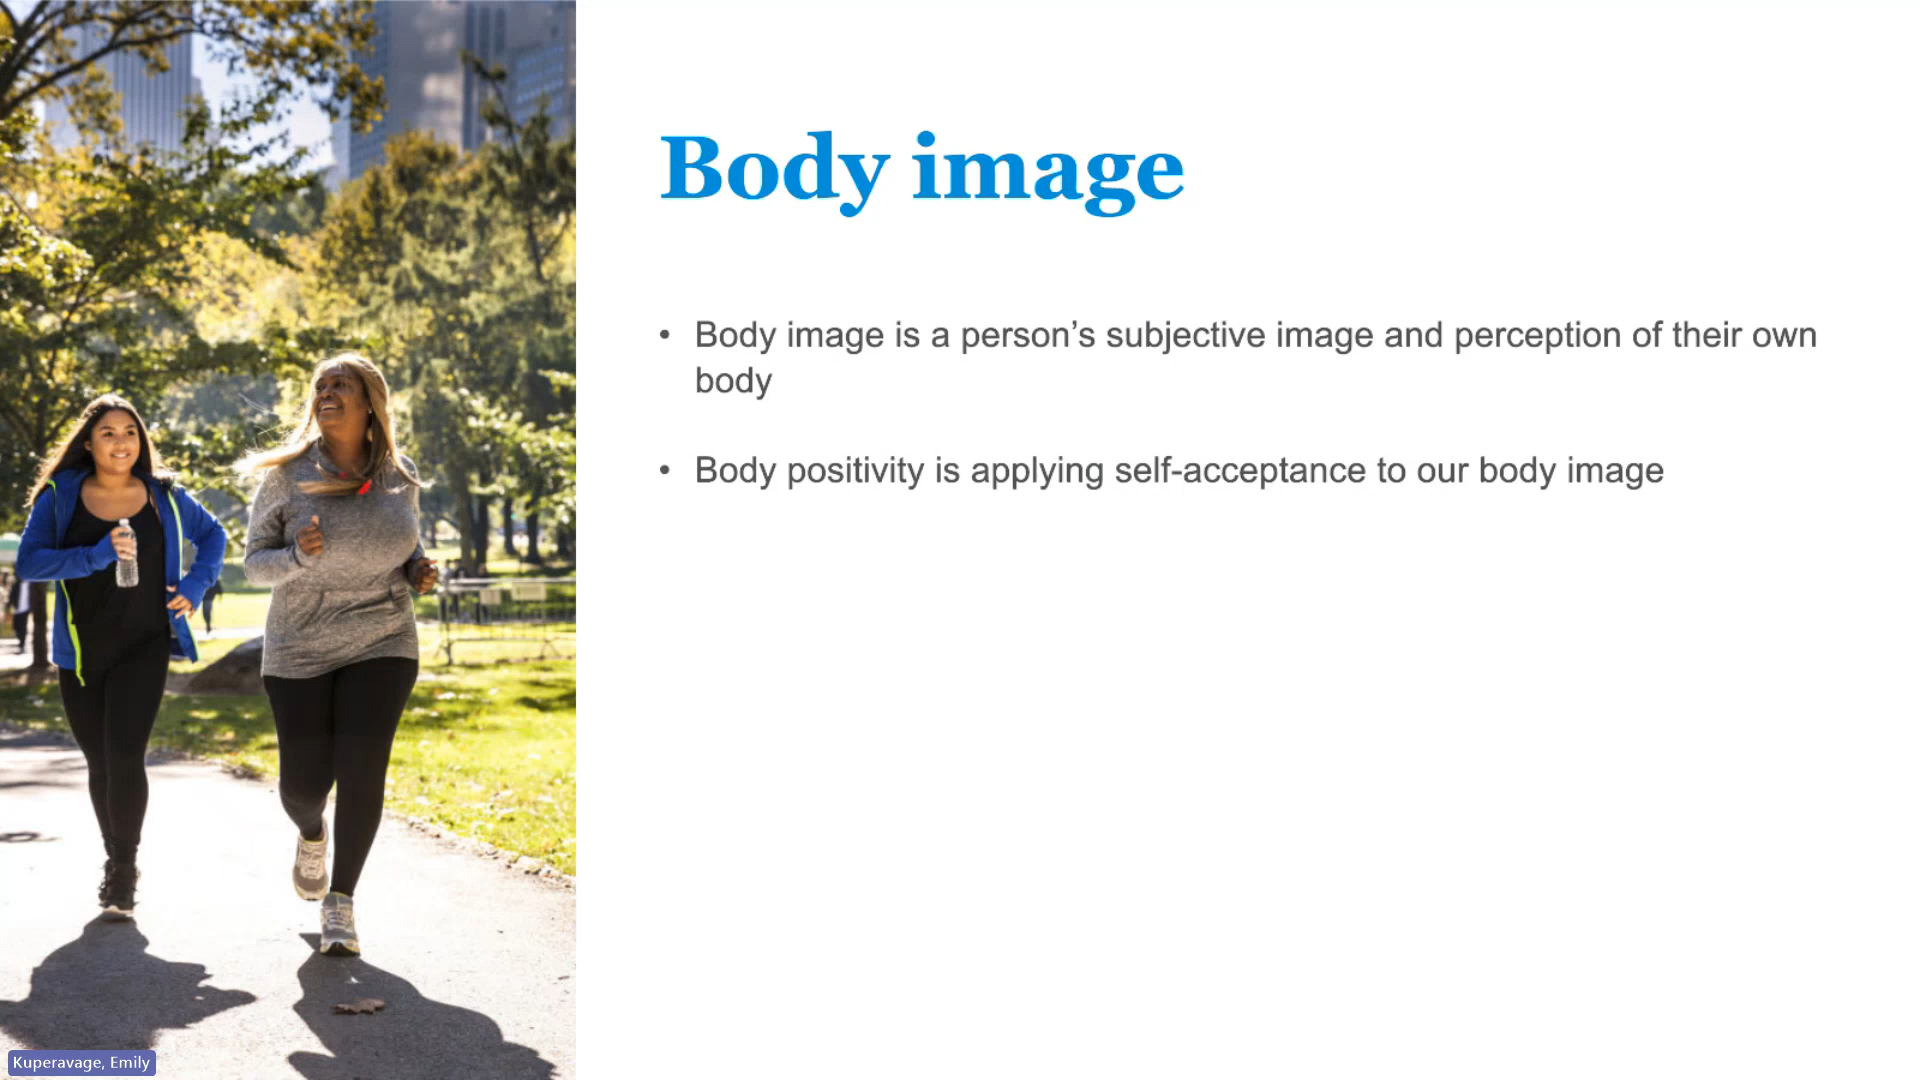 Body image
• Body image is a person’s subjective image and perception of their own
body
• Body positivity is applying self-acceptance to our body image
Kuperavage, Emily